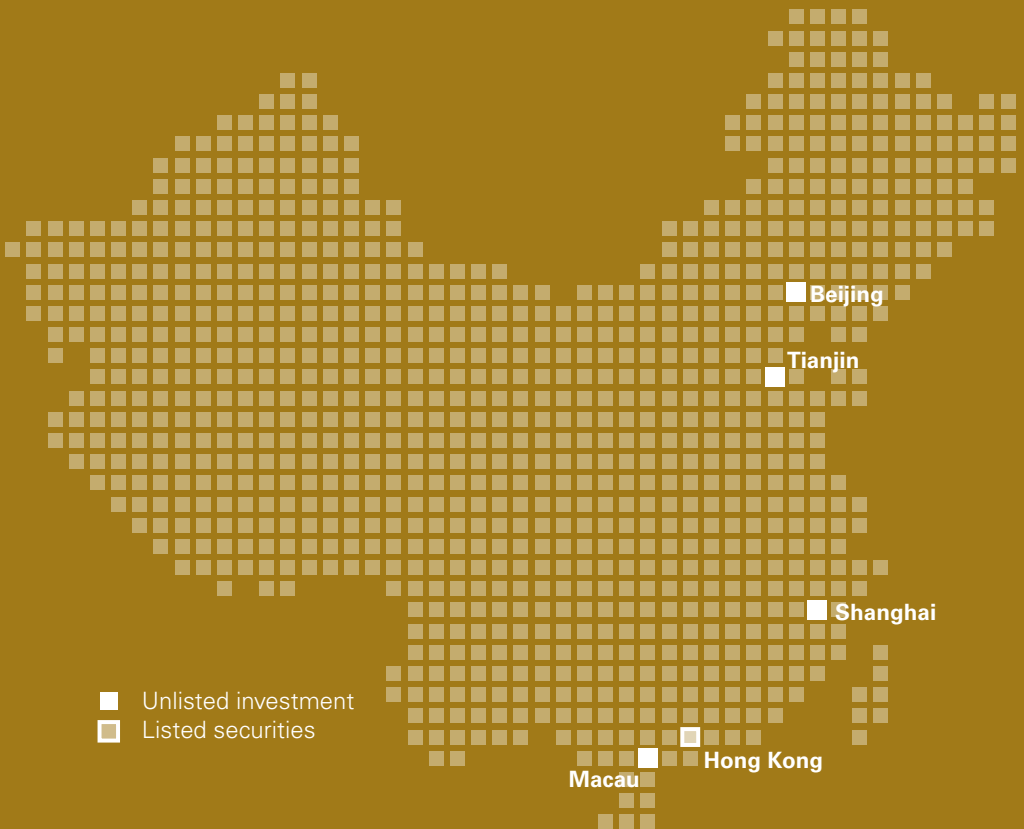 Beijing
Tianjin
Shanghai
Unlisted investment
Listed securities
Hong Kong
Macau